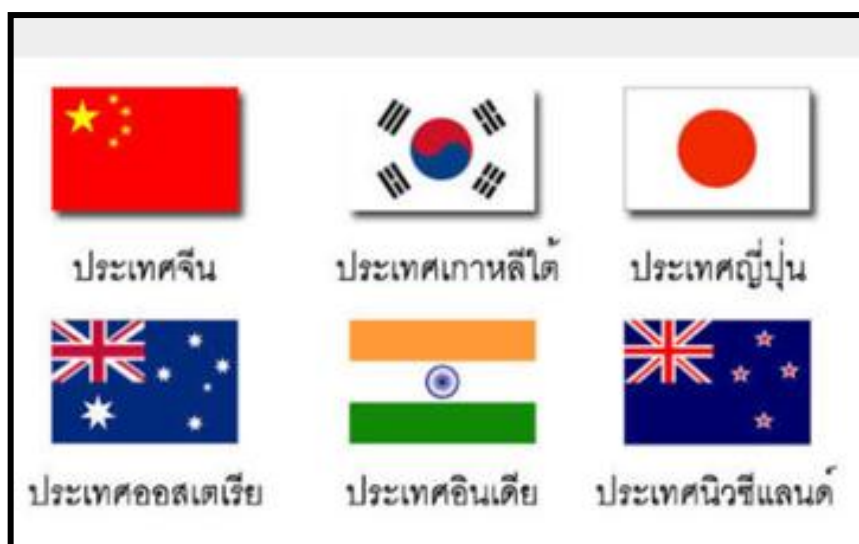 ประเทศจีน ประเทศเกาหลีใต้ ประเทศญี่ปุ่น
ประเทศออสเตเรีย ประเทศอินเดีย ประเทศนิวซีแลนด์